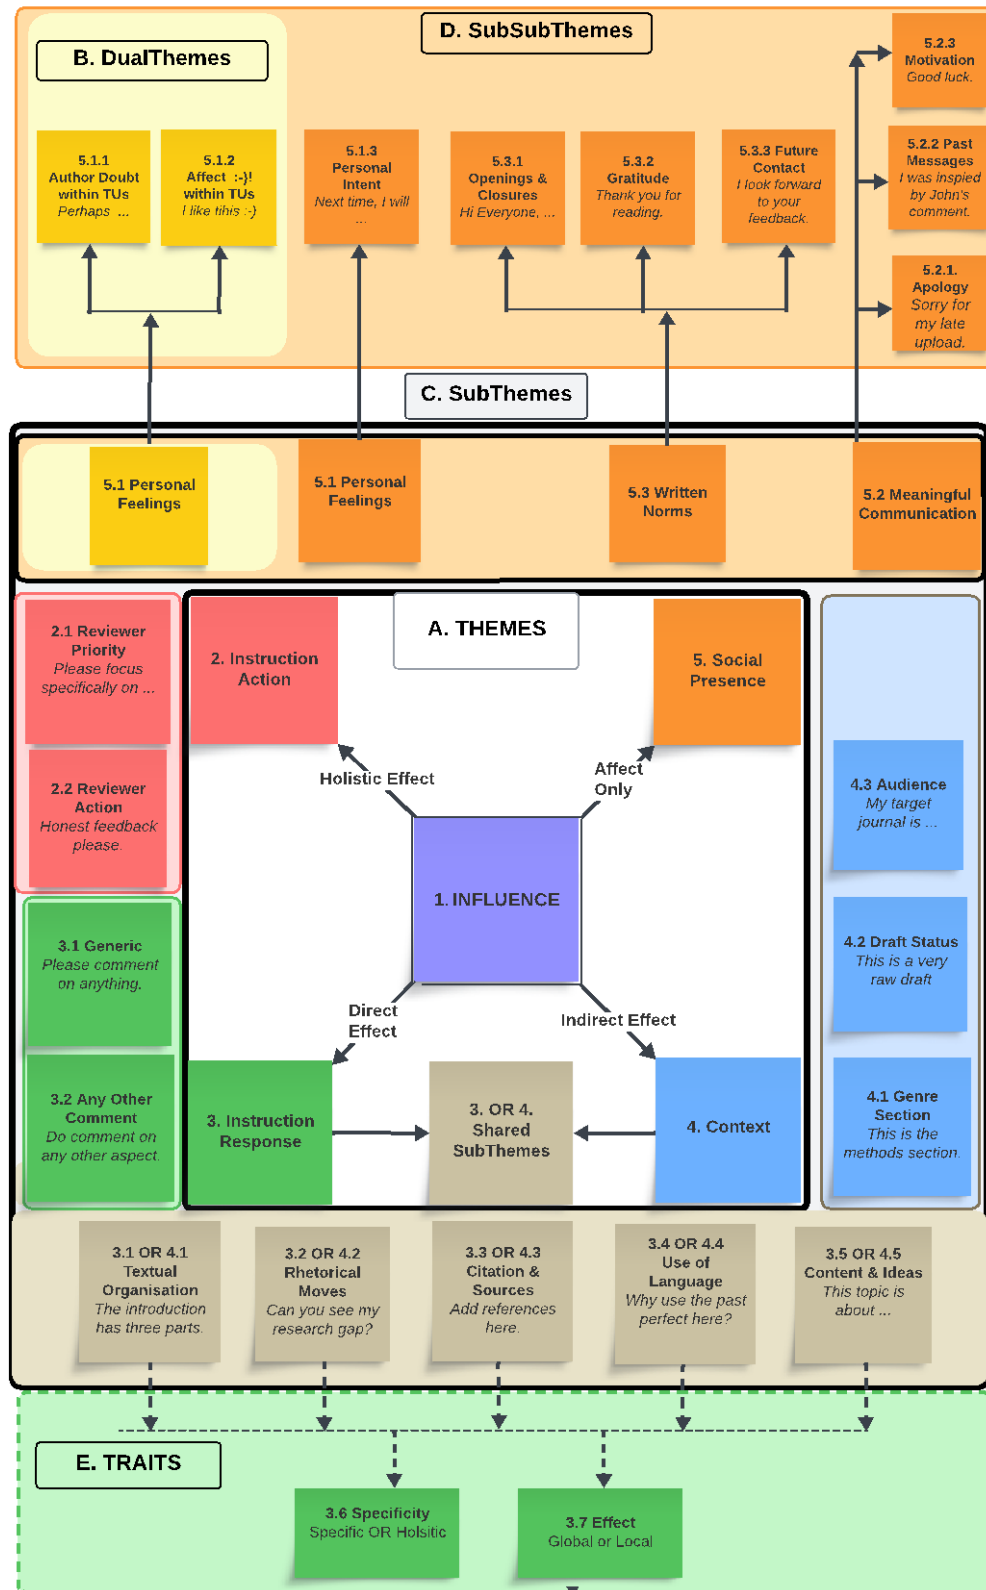 D. SubSubThemes
B. DualThemes
5.2.3
Motivation
Good luck.
5.1.1
Author Doubt
within TUs
Perhaps ...
5.1.2
Affect :-)!
within TUs
I like tihis :-)
5.1.3
Personal
Intent
Next time, I will
...
5.3.1
Openings &
Closures
Hi Everyone, ...
5.3.2
Gratitude
Thank you for
reading.
5.3.3 Future
Contact
I look forward
to your
feedback.
5.2.2 Past
Messages
I was inspied
by John's
comment.
5.2.1.
Apology
Sorry for
my late
upload.
C. SubThemes
5.1 Personal
Feelings
5.1 Personal
Feelings
5.3 Written
Norms
5.2 Meaningful
Communication
A. THEMES
2.1 Reviewer
Priority
Please focus
specifically on ...
2. Instruction
Action
5. Social
Presence
2.2 Reviewer
Action
Honest feedback
please.
Holistic Effect
Affect
Only
4.3 Audience
My target
journal is ...
1. INFLUENCE
3.1 Generic
Please comment
on anything.
4.2 Draft Status
This is a very
raw draft
Direct
Effect
Indirect Effect
3.2 Any Other
Comment
Do comment on
any other aspect.
3. Instruction
Response
3. OR 4.
Shared
SubThemes
4. Context
4.1 Genre
Section
This is the
methods section.
3.1 OR 4.1
Textual
Organisation
The introduction
has three parts.
3.2 OR 4.2
Rhetorical
Moves
Can you see my
research gap?
3.3 OR 4.3
Citation &
Sources
Add references
here.
3.4 OR 4.4
Use of
Language
Why use the past
perfect here?
3.5 OR 4.5
Content & Ideas
This topic is
about ...
E. TRAITS
3.6 Specificity
Specific OR Holsitic
3.7 Effect
Global or Local